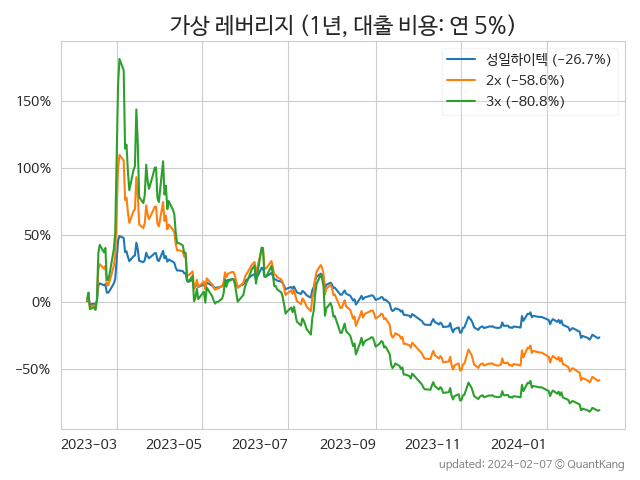 가상 레버리지 (1년, 대출 비용: 연 5%)
성일하이텍 (−26.7%)
2x (−58.6%)
3x (−80.8%)
150%
100%
50%
0%
−50%
2023-03 2023-05 2023-07 2023-09 2023-11 2024-01
updated: 2024-02-07 © QuantKang